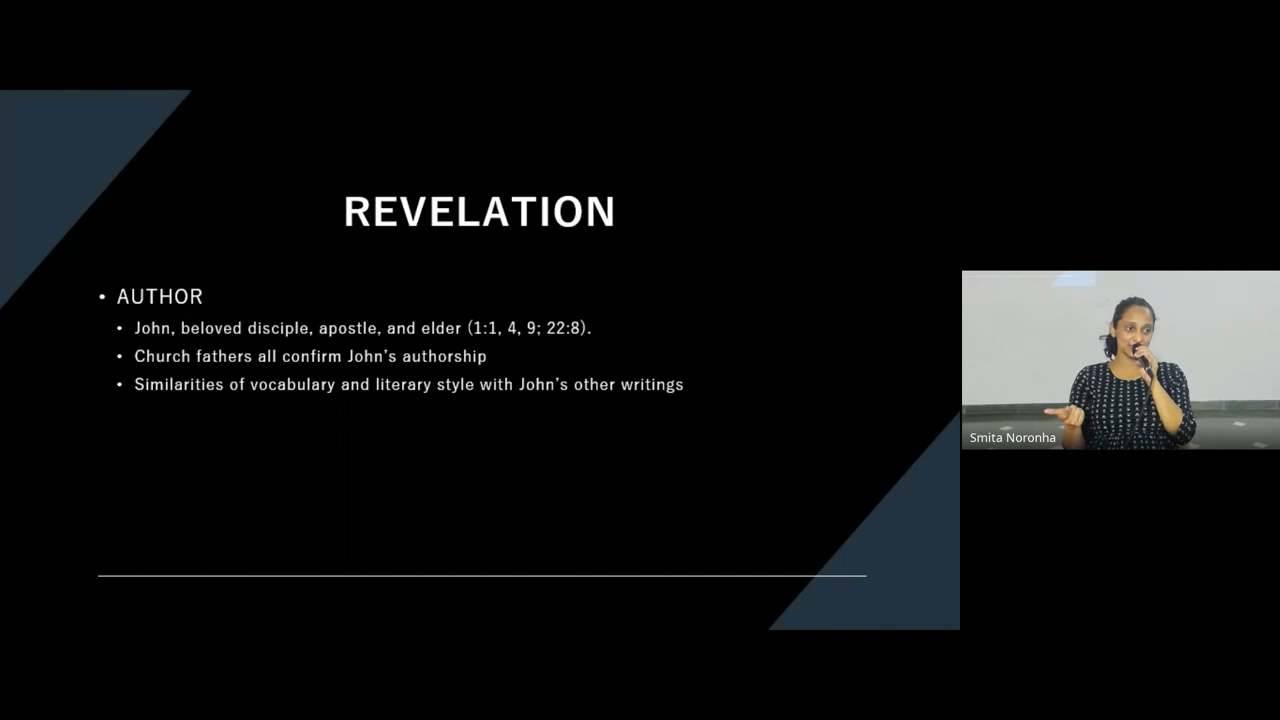 REVELATION
• AUTHOR
• John, beloved disciple, apostle, and elder (1:1, 4, 9; 22:8).
• Church fathers all confirm John’s authorship
• Similarities of vocabulary and literary style with John’s other writings
Smita Noronha